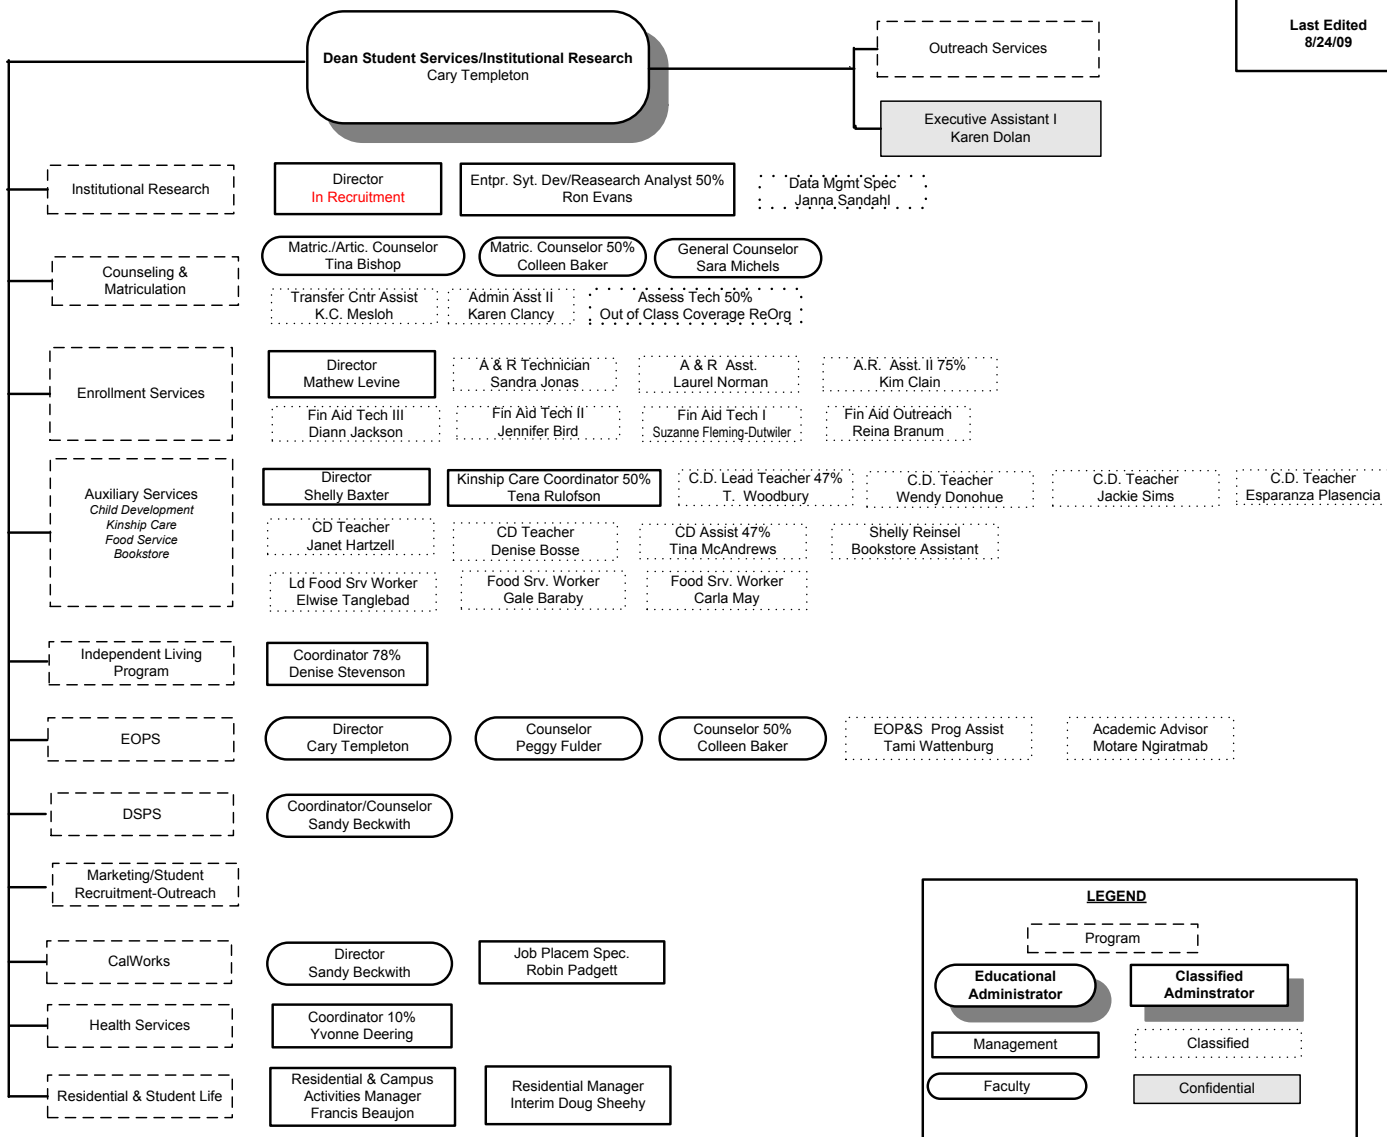 Last Edited
8/24/09
Dean Student Services/Institutional Research
Cary Templeton
Outreach Services
Executive Assistant I
Karen Dolan
Institutional Research
Director
In Recruitment
Entpr. Syt. Dev/Reasearch Analyst 50%
Ron Evans
Data Mgmt Spec
Janna Sandahl
Counseling &
Matriculation
Matric./Artic. Counselor
Tina Bishop
Matric. Counselor 50%
Colleen Baker
General Counselor
Sara Michels
Transfer Cntr Assist
K.C. Mesloh
Admin Asst II
Karen Clancy
Assess Tech 50%
Out of Class Coverage ReOrg
Enrollment Services
Director
Mathew Levine
A & R Technician
Sandra Jonas
A & R  Asst.
Laurel Norman
A.R.  Asst. II 75%
Kim Clain
Fin Aid Tech III
Diann Jackson
Fin Aid Tech II
Jennifer Bird
Fin Aid Tech I
Suzanne Fleming-Dutwiler
Fin Aid Outreach
Reina Branum
Auxiliary Services
Child Development
Kinship Care
Food Service
Bookstore
Director
Shelly Baxter
Kinship Care Coordinator 50%
Tena Rulofson
C.D. Lead Teacher 47%
T.  Woodbury
C.D. Teacher
Wendy Donohue
C.D. Teacher
Jackie Sims
C.D. Teacher
Esparanza Plasencia
CD Teacher
Janet Hartzell
CD Teacher
Denise Bosse
CD Assist 47%
Tina McAndrews
Shelly Reinsel
Bookstore Assistant
Ld Food Srv Worker
Elwise Tanglebad
Food Srv. Worker
Gale Baraby
Food Srv. Worker
Carla May
Independent Living
Program
Coordinator 78%
Denise Stevenson
EOPS
Director
Cary Templeton
Counselor
Peggy Fulder
Counselor 50%
Colleen Baker
EOP&S  Prog Assist
Tami Wattenburg
Academic Advisor
Motare Ngiratmab
DSPS
Coordinator/Counselor
Sandy Beckwith
Marketing/Student
Recruitment-Outreach
CalWorks
Director
Sandy Beckwith
Job Placem Spec.
Robin Padgett
Health Services
Coordinator 10%
Yvonne Deering
Residential & Student Life
Residential & Campus
Activities Manager
Francis Beaujon
Residential Manager
Interim Doug Sheehy
LEGEND
Program
Educational
Administrator
Classified
Adminstrator
Management
Classified
Faculty
Confidential